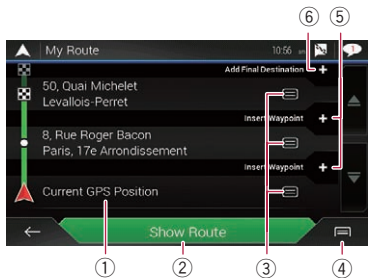 ⑥ ⑤
My Route 10:56
Add Final Destination +
50, Quai Michelet
Levallois-Perret
Insert Waypoint +
8, Rue Roger Bacon
Paris, 17e Arrondissement
Insert Waypoint +
Current GPS Position
Show Route
① ② ③ ④